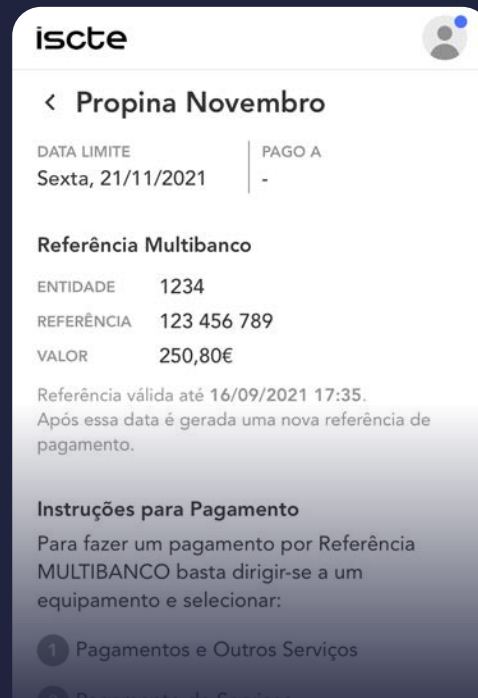 iscte
Propina Novembro
DATA LIMITE PAGO A
Sexta, 21/11/2021 -
Referência Multibanco
ENTIDADE 1234
REFERÊNCIA 123 456 789
VALOR 250,80€
Referência válida até 16/09/2021 17:35.
Após essa data é gerada uma nova referência de
pagamento.
Instruções para Pagamento
Para fazer um pagamento por Referência
MULTIBANCO basta dirigir-se a um
equipamento e selecionar:
1 Pagamentos e Outros Serviços